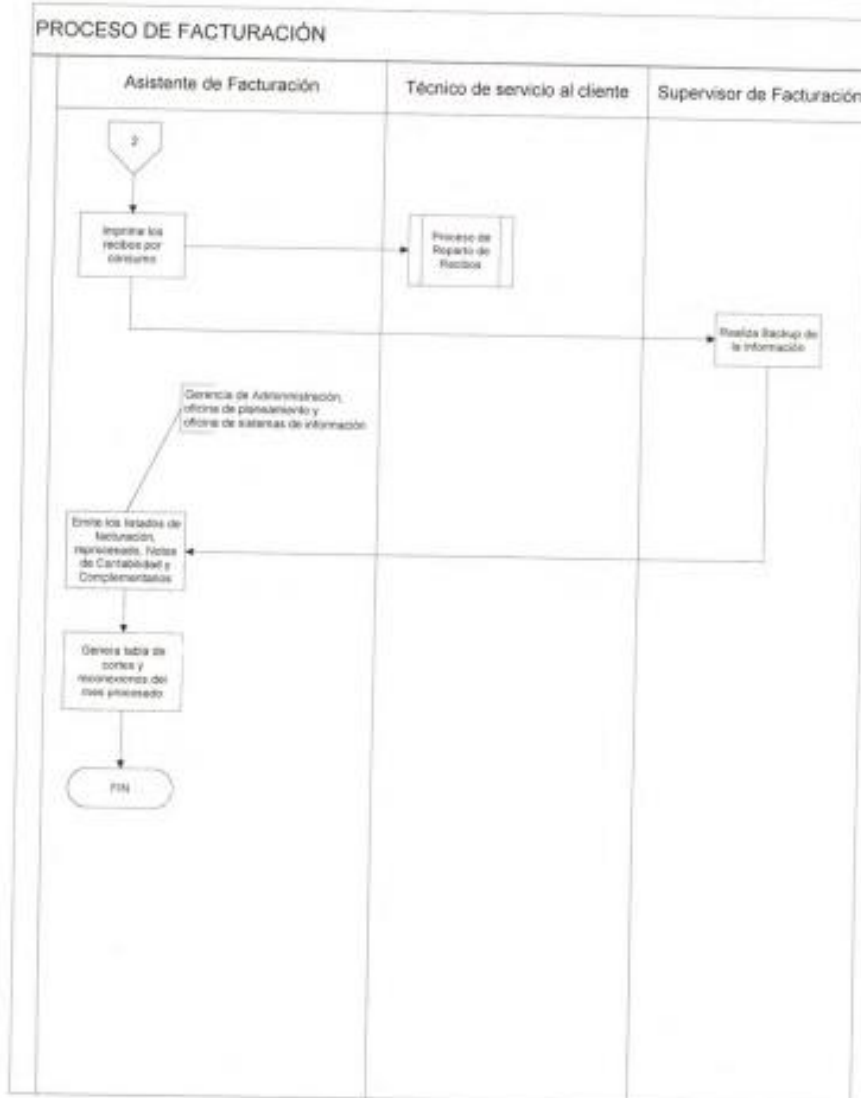 PROCESO DE FACTURACIÓN
Asistente de Facturación
Técnico de servicio al cliente
Supervisor de Facturación
2
Imprime los
recibos por
consumo
Proceso de
Reparto de
Recibos
Realiza Backup de
la información
Gerencia de Admininistración,
oficina de planeamiento y
oficina de sistemas de información
Emite los listados de
facturación,
reprocesado, Notas
de Contabilidad y
Complementarios
Genera tabla de
cortes y
reconexiones del
mes procesado
FIN